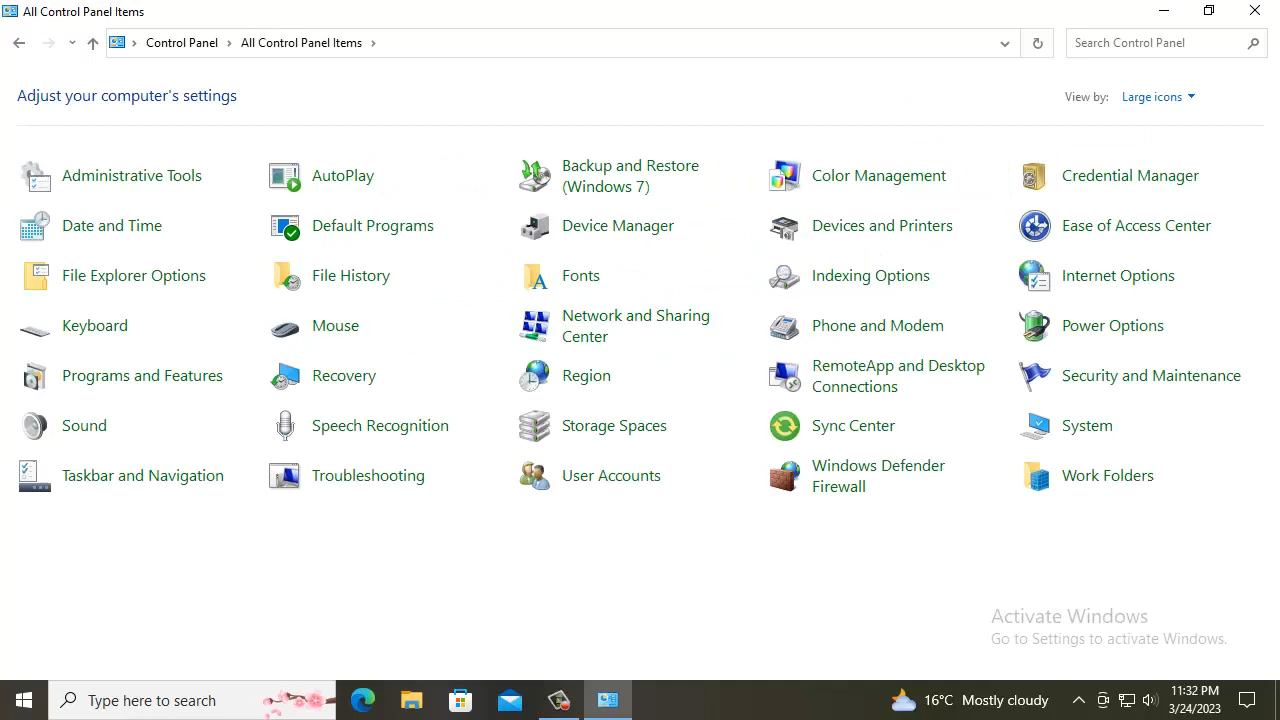 All Control Panel Items
Control Panel
All Control Panel Items
Search Control Panel
Adjust your computer's settings
View by:
Large icons
Administrative Tools
AutoPlay
Backup and Restore
(Windows 7)
Color Management
Credential Manager
Date and Time
Default Programs
Device Manager
Devices and Printers
Ease of Access Center
File Explorer Options
File History
Fonts
Indexing Options
Internet Options
Keyboard
Mouse
Network and Sharing
Center
Phone and Modem
Power Options
Programs and Features
Recovery
Region
RemoteApp and Desktop
Connections
Security and Maintenance
Sound
Speech Recognition
Storage Spaces
Sync Center
System
Taskbar and Navigation
Troubleshooting
User Accounts
Windows Defender
Firewall
Work Folders
Activate Windows
Go to Settings to activate Windows.
Type here to search
16°C Mostly cloudy
11:32 PM
3/24/2023